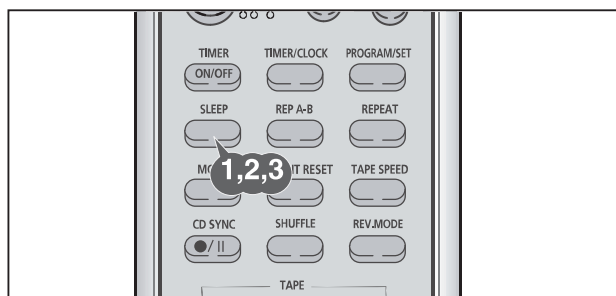 TIMER TIMER/CLOCK PROGRAM/SET
ON/OFF
SLEEP REP A-B REPEAT
1,2,3 RESET TAPE SPEED
CD SYNC SHUFFLE REV.MODE
●/II
TAPE